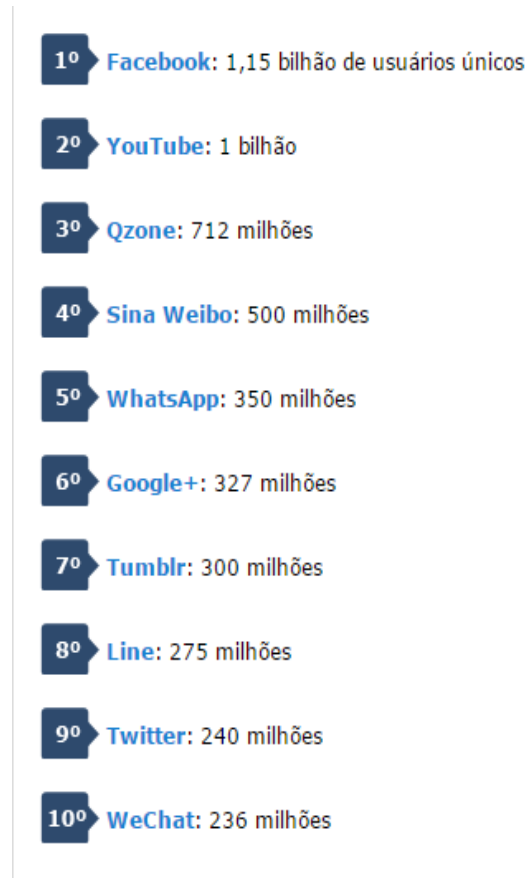 1º Facebook: 1,15 bilhão de usuários únicos
2º YouTube: 1 bilhão
3º Qzone: 712 milhões
4º Sina Weibo: 500 milhões
5º WhatsApp: 350 milhões
6º Google+: 327 milhões
7º Tumblr: 300 milhões
8º Line: 275 milhões
9º Twitter: 240 milhões
10º WeChat: 236 milhões